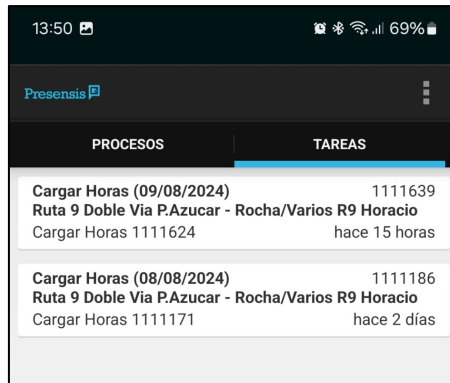 13:50 69%
Presensis
PROCESOS TAREAS
Cargar Horas (09/08/2024) 1111639
Ruta 9 Doble Via P.Azucar - Rocha/Varios R9 Horacio
Cargar Horas 1111624 hace 15 horas
Cargar Horas (08/08/2024) 1111186
Ruta 9 Doble Via P.Azucar - Rocha/Varios R9 Horacio
Cargar Horas 1111171 hace 2 días